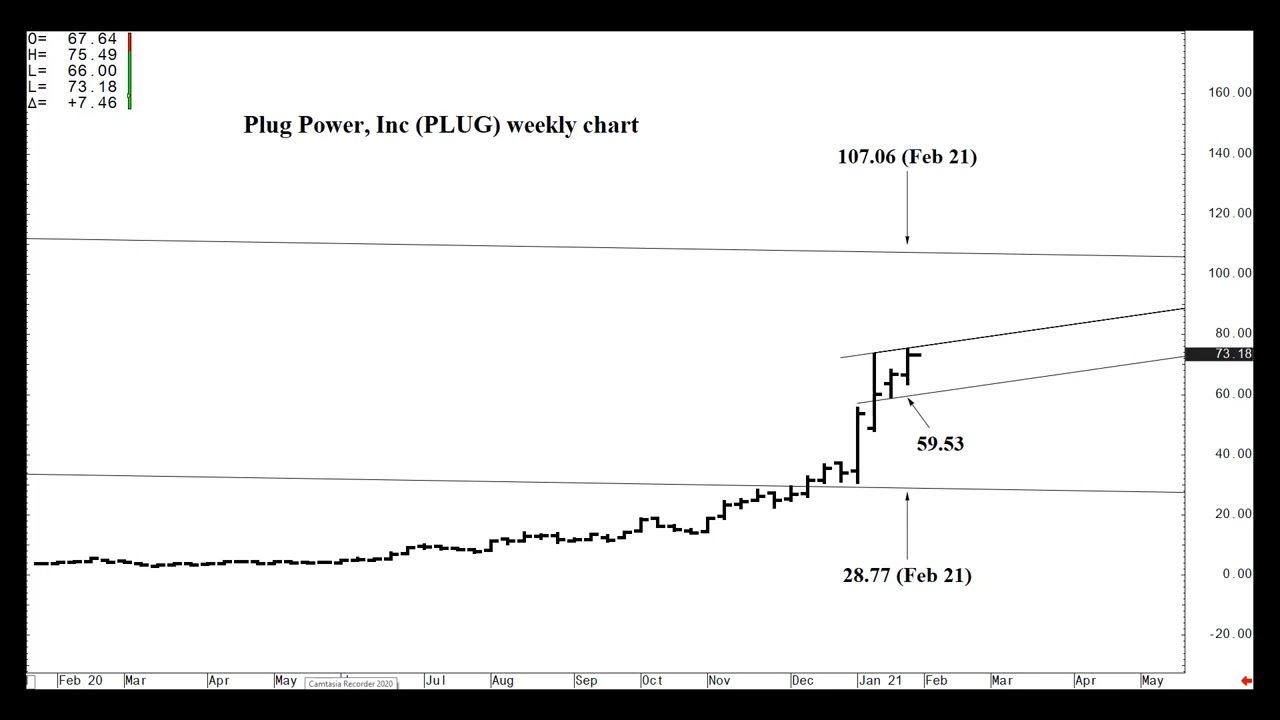 O= 67.64
H= 75.49
L= 66.00
L= 73.18
Δ= +7.46
Plug Power, Inc (PLUG) weekly chart
160.00
107.06 (Feb 21)
140.00
120.00
100.00
80.00
73.18
60.00
59.53
40.00
20.00
28.77 (Feb 21)
0.00
-20.00
Feb 20 Mar Apr May Jul Aug Sep Oct Nov Dec Jan 21 Feb Mar Apr May
Camtasia Recorder 2020